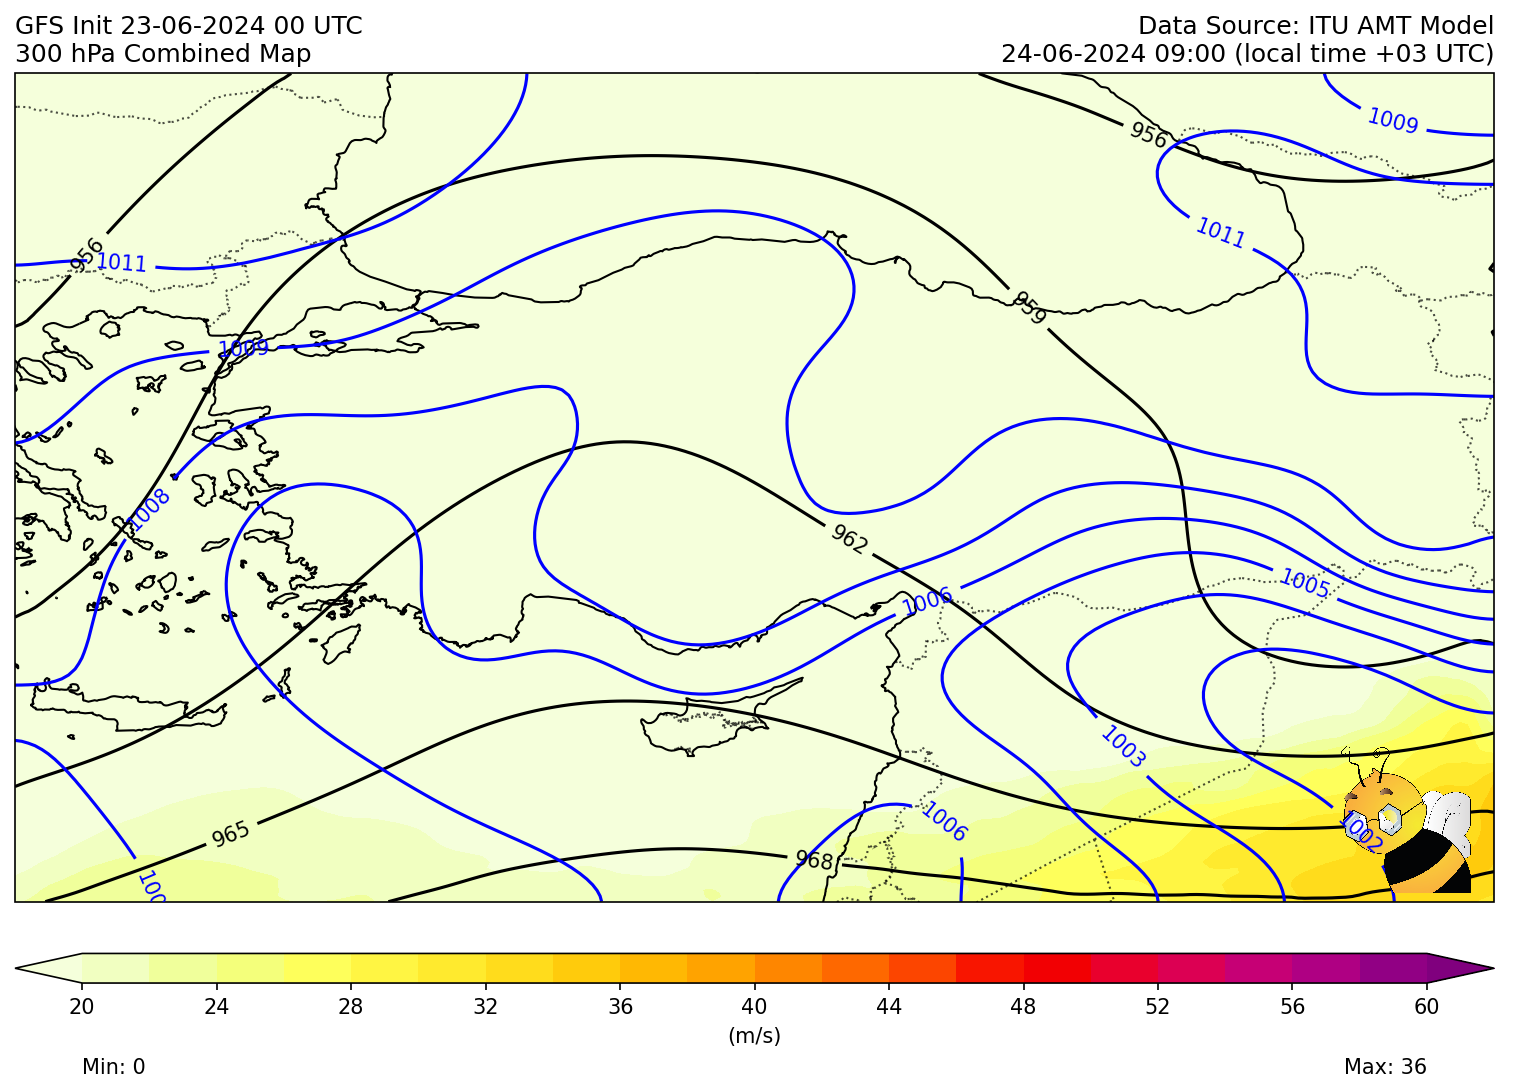 GFS Init 23-06-2024 00 UTC
300 hPa Combined Map
Data Source: ITU AMT Model
24-06-2024 09:00 (local time +03 UTC)
1009
956
1011
956
1011
959
1009
1008
962
1005
1006
1003
1006
1002
965
968
20 24 28 32 36 40 44 48 52 56 60
(m/s)
Min: 0
Max: 36